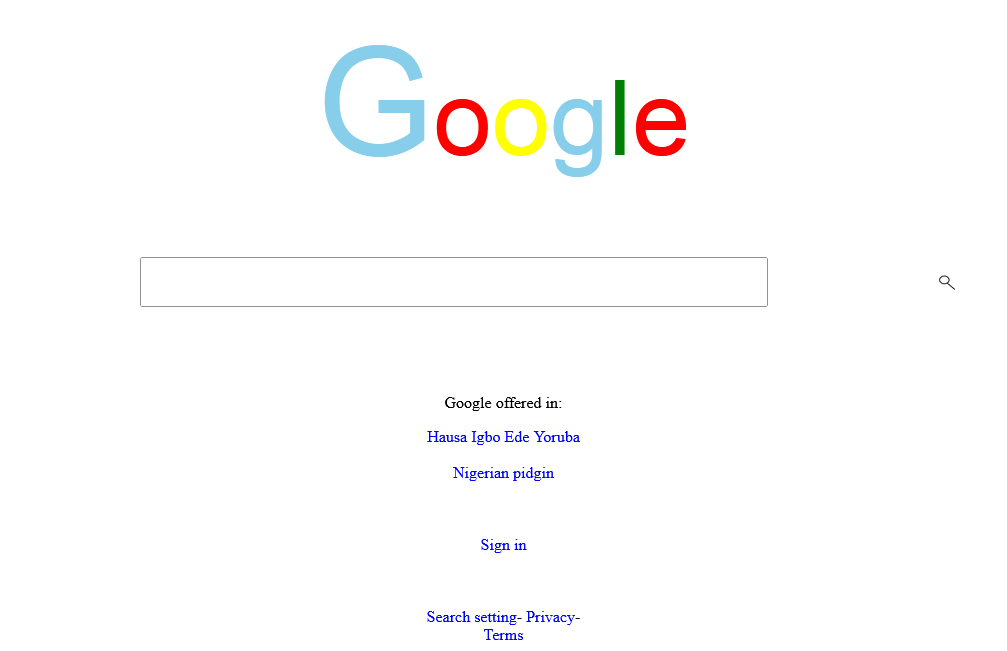 Google
Google offered in:
Hausa Igbo Ede Yoruba
Nigerian pidgin
Sign in
Search setting- Privacy-
Terms